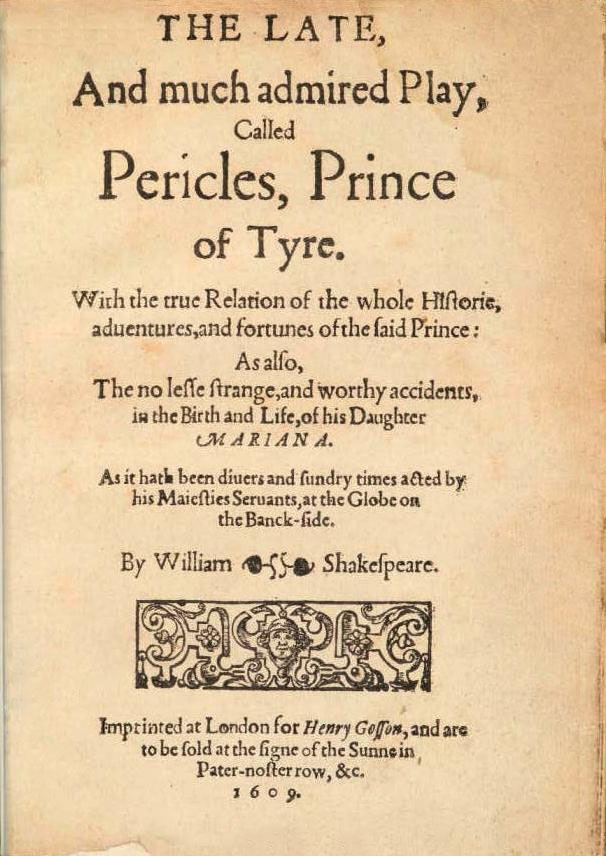 THE LATE,
And much admired Play,
Called
Pericles, Prince
of Tyre.
With the true Relation of the whole Hiſtorie,
aduentures, and fortunes of the ſaid Prince:
As alſo,
The no leſſe ſtrange, and worthy accidents,
in the Birth and Life, of his Daughter
MARIANA.
As it hath been diuers and ſundry times acted by
his Maieſties Seruants, at the Globe on
the Banck-ſide.
By William Shakeſpeare.
Imprinted at London for Henry Goſſon, and are
to be ſold at the ſigne of the Sunne in
Pater-noſter row, &c.
1609.